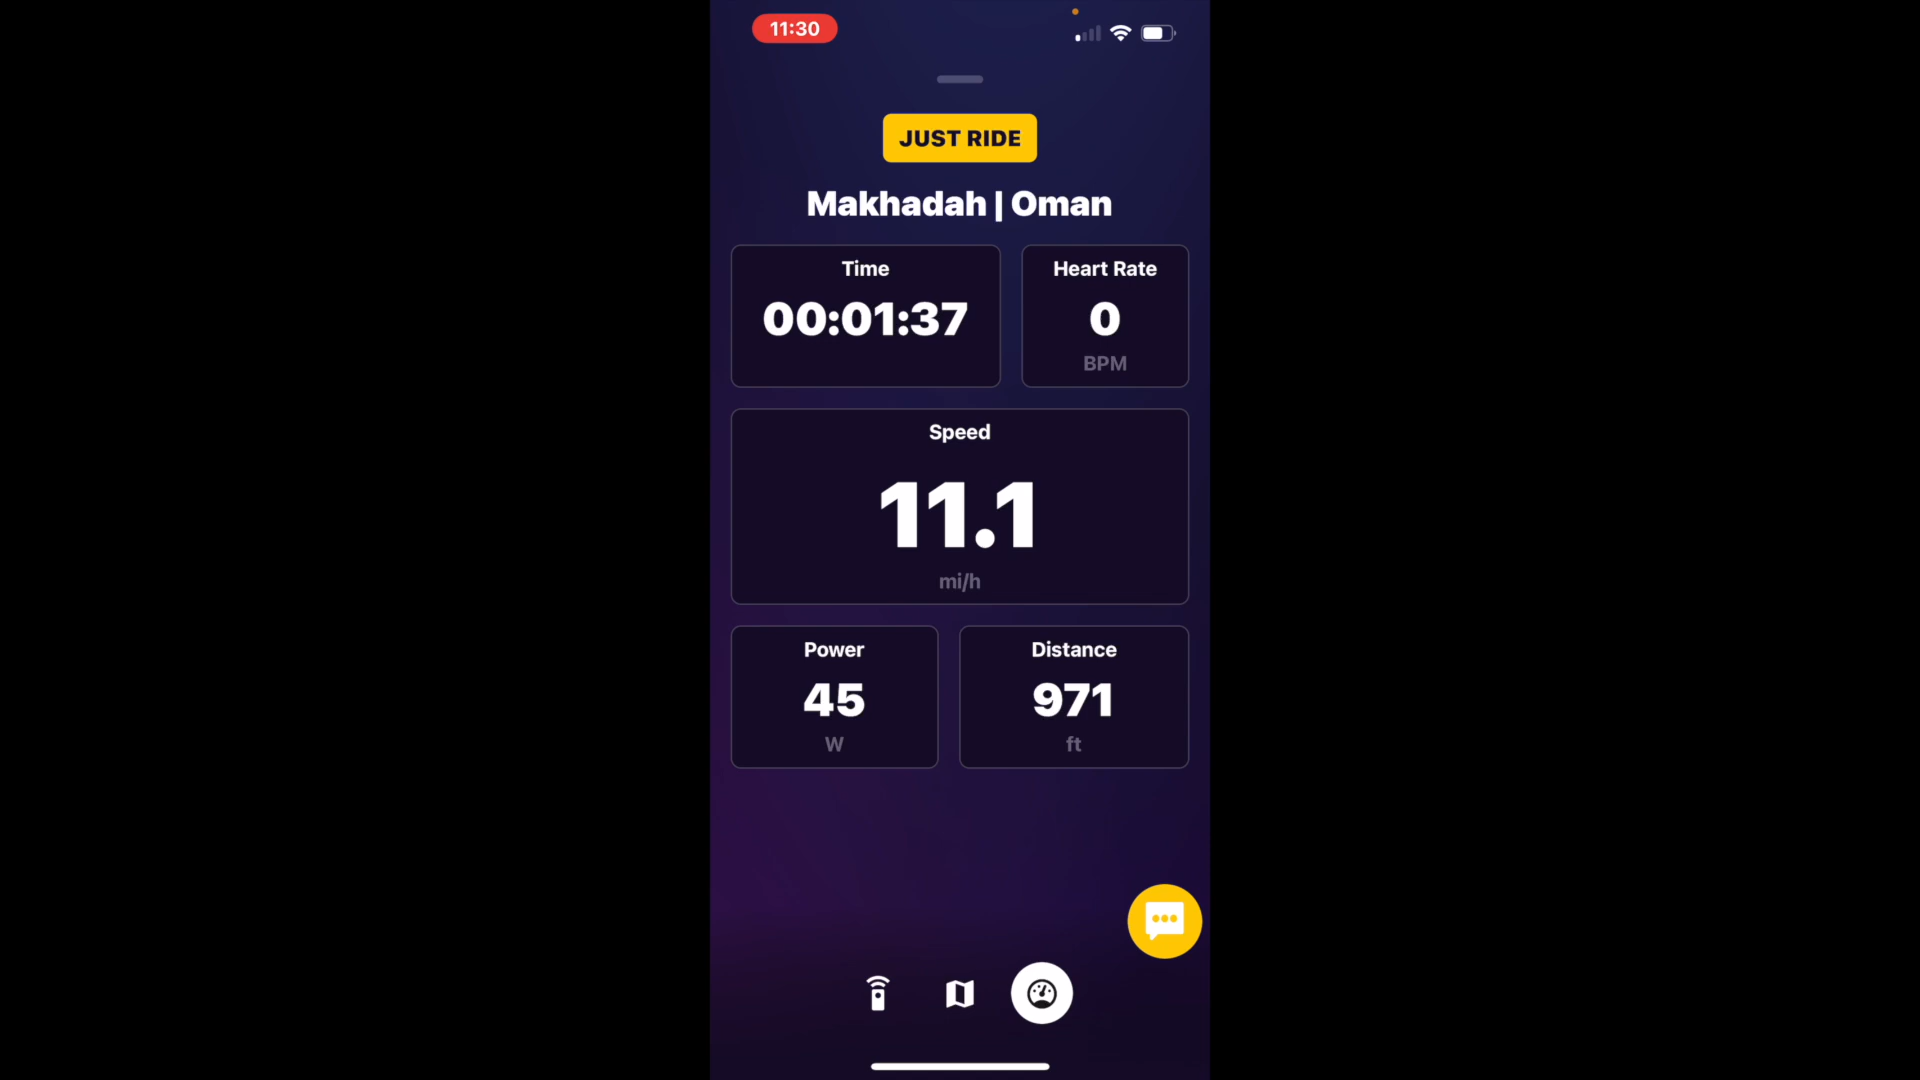 11:30
JUST RIDE
Makhadah | Oman
Time
00:01:37
Heart Rate
0
BPM
Speed
11.1
mi/h
Power
45
W
Distance
971
ft